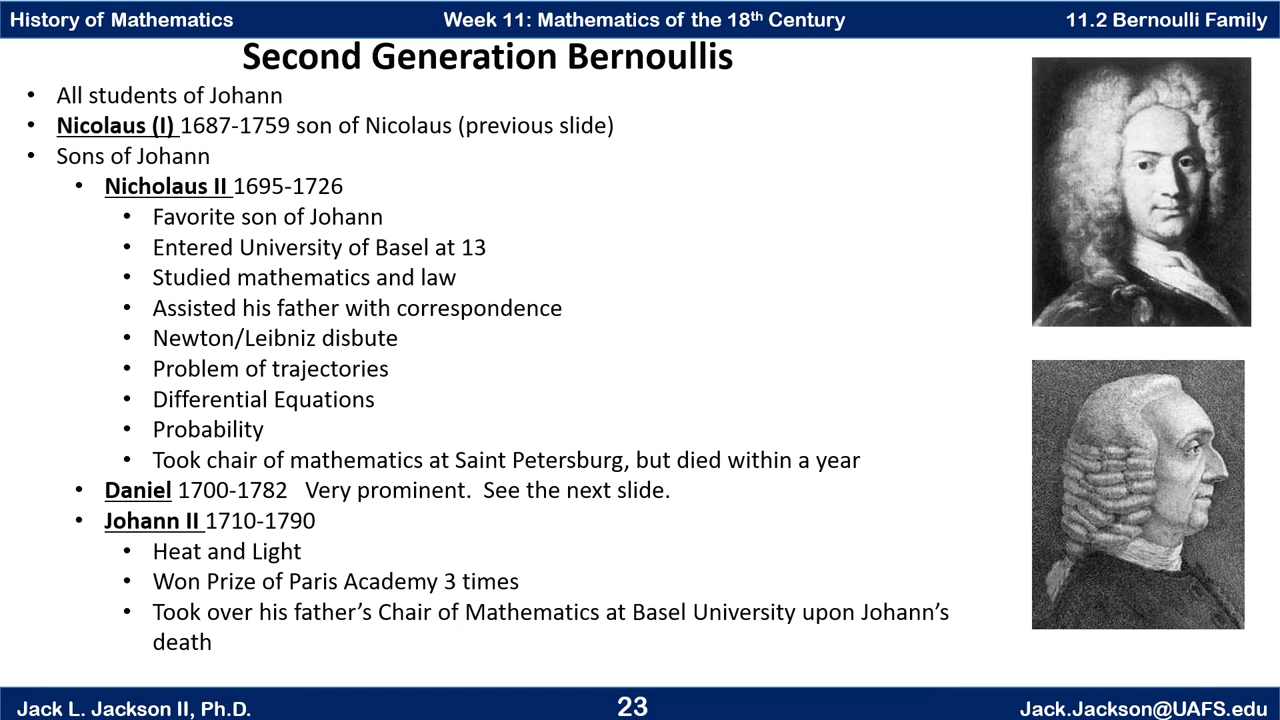 History of Mathematics
Week 11: Mathematics of the 18th Century
11.2 Bernoulli Family
Second Generation Bernoullis
• All students of Johann
• Nicolaus (I) 1687-1759 son of Nicolaus (previous slide)
• Sons of Johann
• Nicholaus II 1695-1726
• Favorite son of Johann
• Entered University of Basel at 13
• Studied mathematics and law
• Assisted his father with correspondence
• Newton/Leibniz disbute
• Problem of trajectories
• Differential Equations
• Probability
• Took chair of mathematics at Saint Petersburg, but died within a year
• Daniel 1700-1782 Very prominent. See the next slide.
• Johann II 1710-1790
• Heat and Light
• Won Prize of Paris Academy 3 times
• Took over his father’s Chair of Mathematics at Basel University upon Johann’s
death
Jack L. Jackson II, Ph.D.
23
Jack.Jackson@UAFS.edu